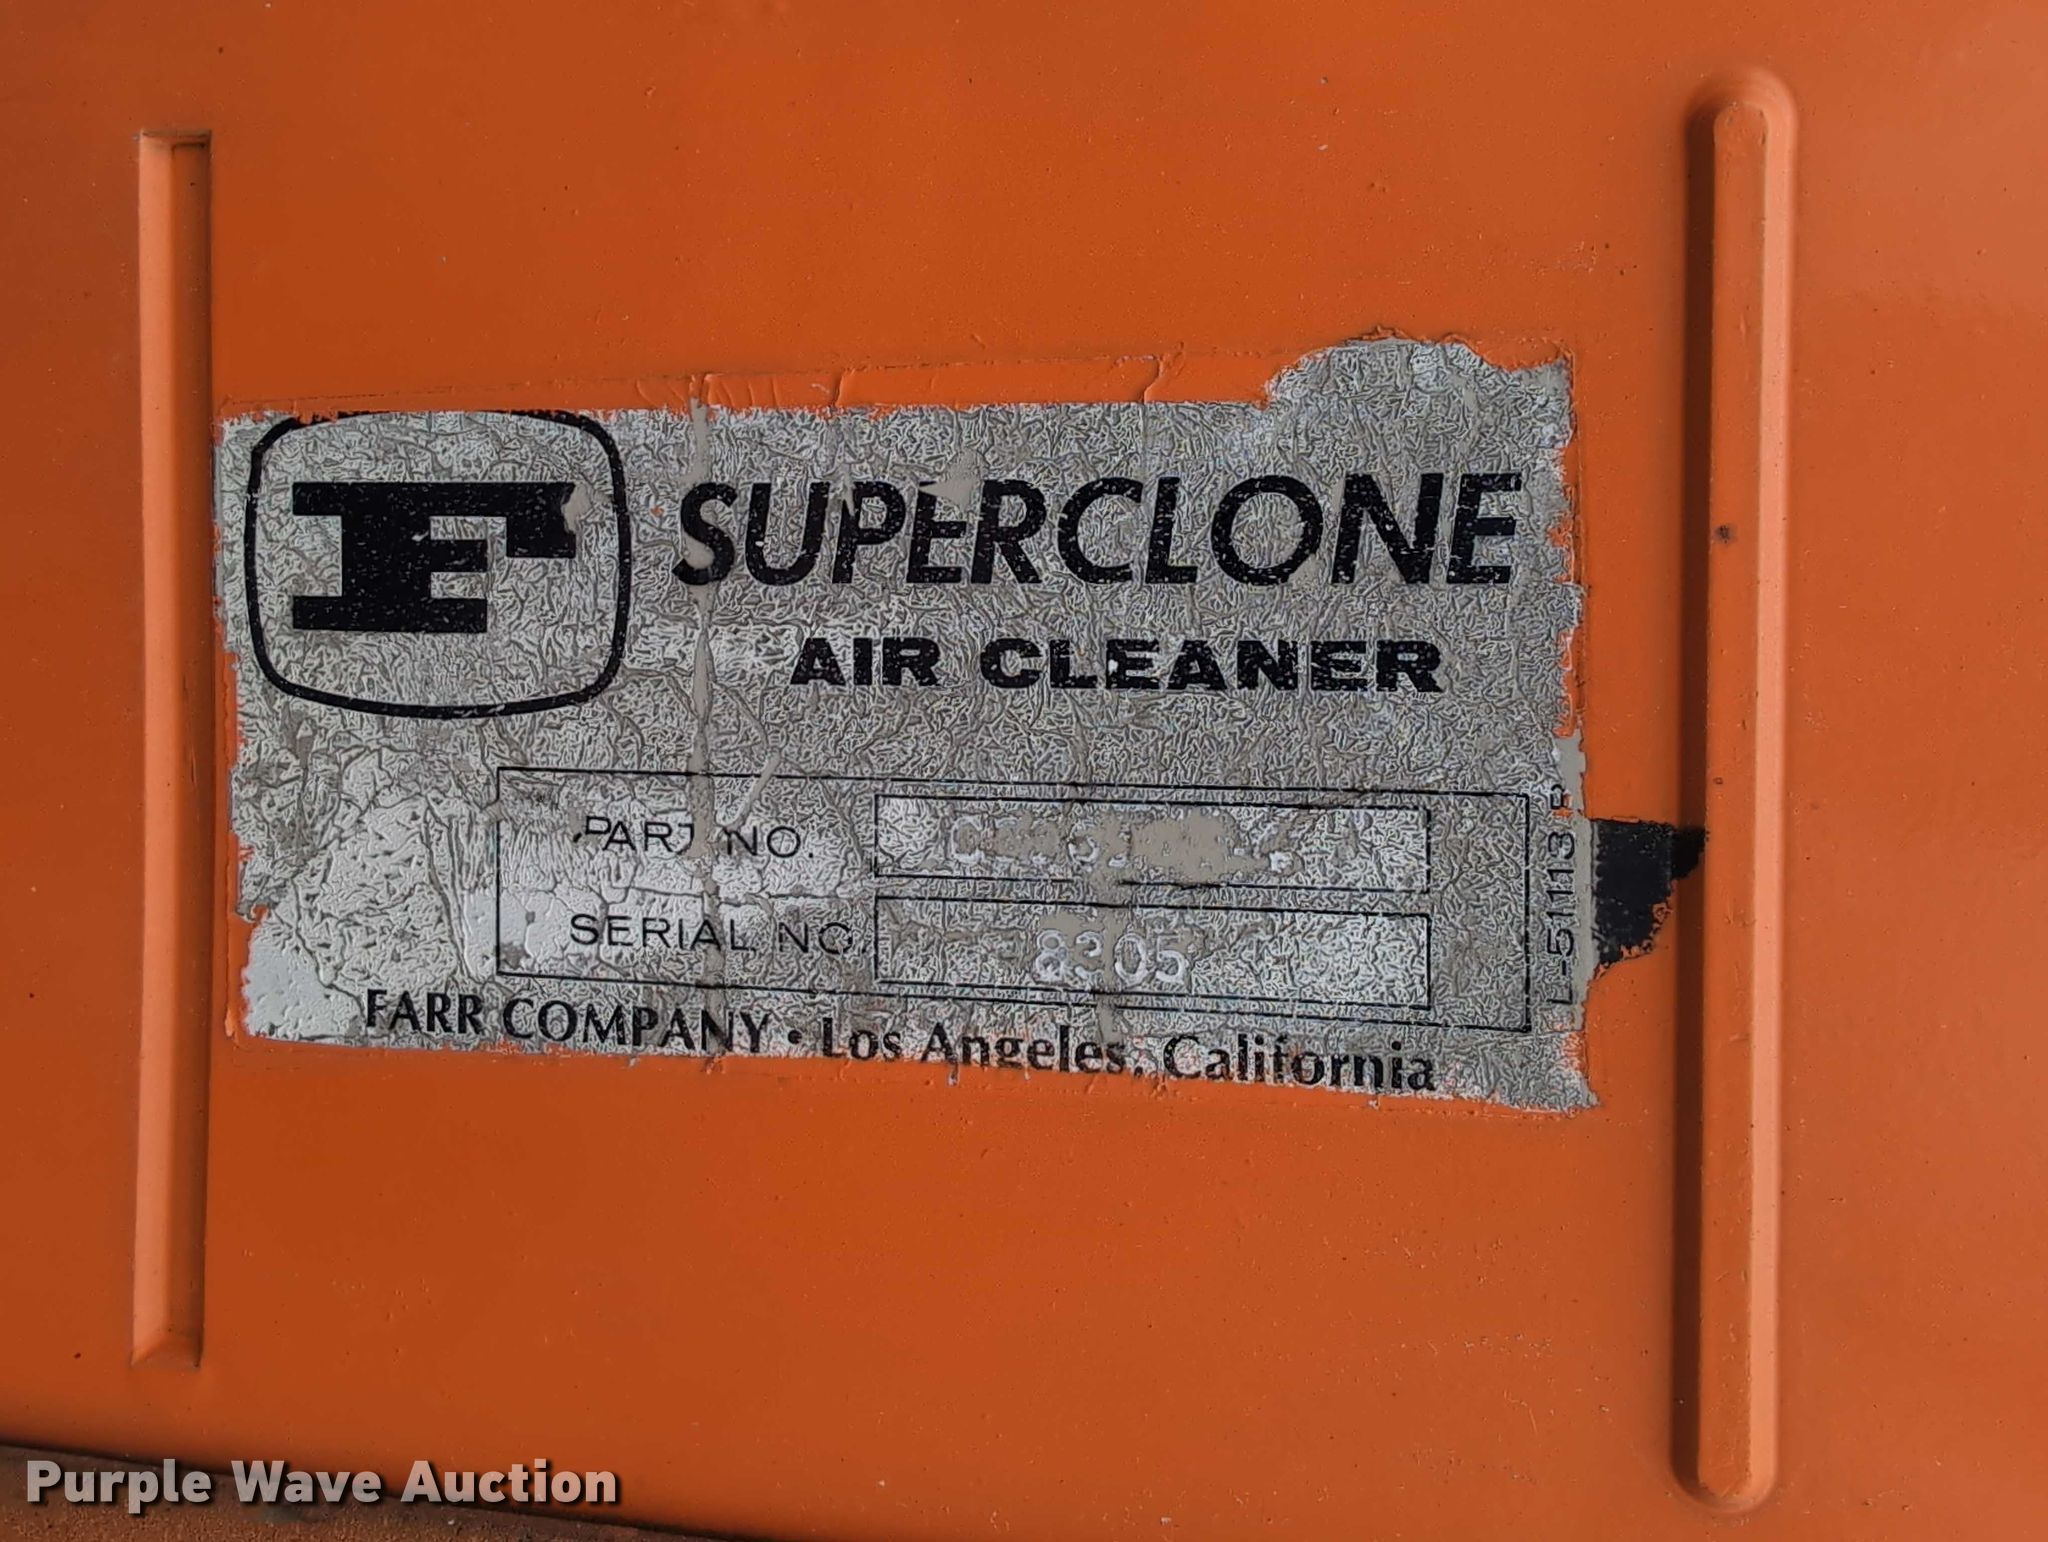 F
SUPERCLONE
AIR CLEANER
PART NO.
SERIAL NO. 8305
L-51113
FARR COMPANY • Los Angeles, California
Purple Wave Auction